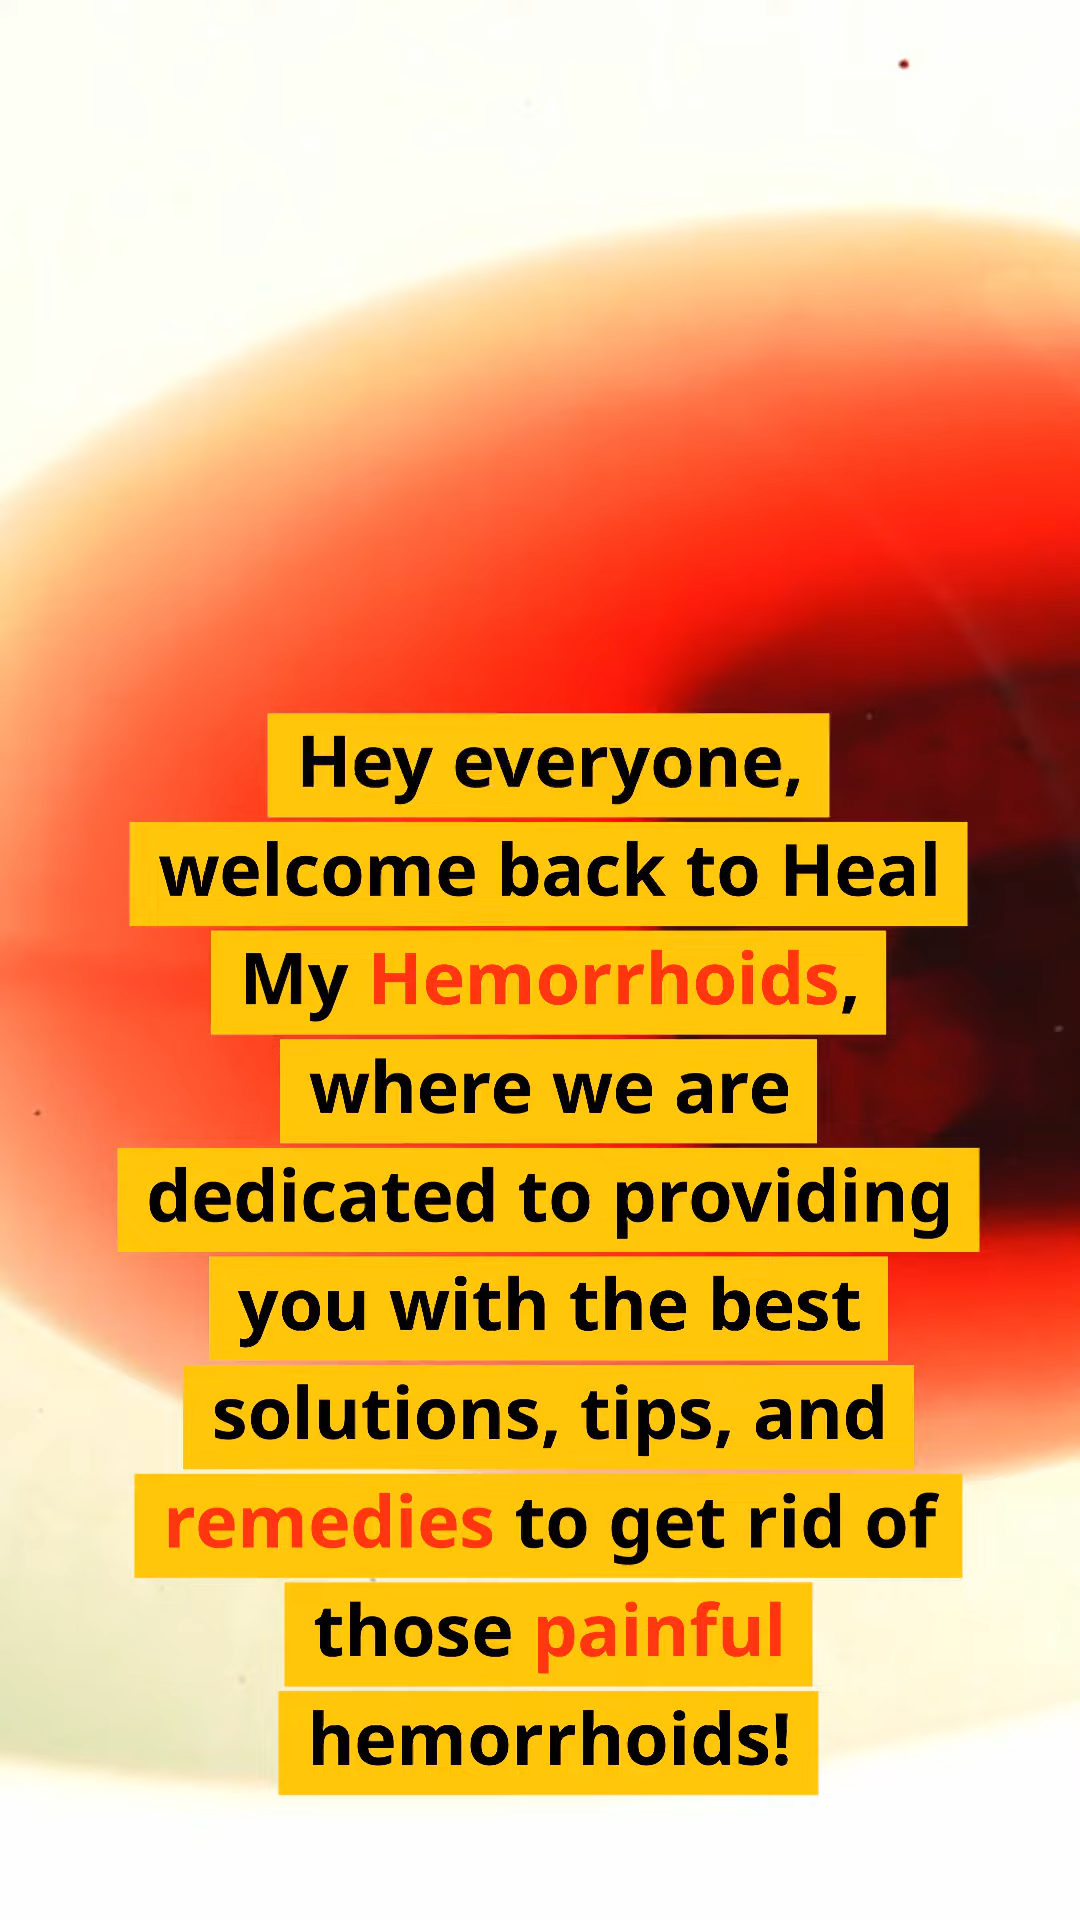 Hey everyone,
welcome back to Heal
My Hemorrhoids,
where we are
dedicated to providing
you with the best
solutions, tips, and
remedies to get rid of
those painful
hemorrhoids!